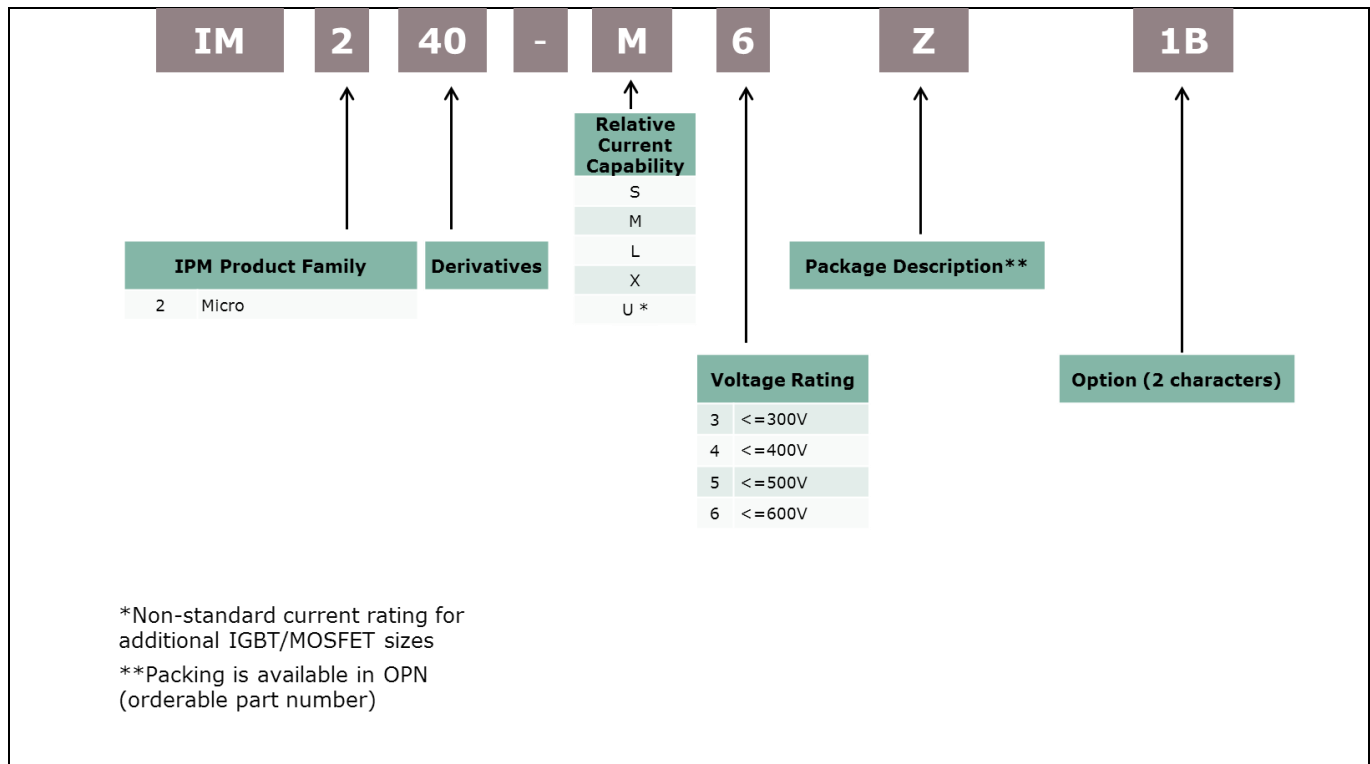 IM 2 40 - M 6 Z 1B
Relative
Current
Capability
S
M
L
X
U *
IPM Product Family
2 Micro
Derivatives
Package Description**
Voltage Rating
3 <=300V
4 <=400V
5 <=500V
6 <=600V
Option (2 characters)
*Non-standard current rating for
additional IGBT/MOSFET sizes
**Packing is available in OPN
(orderable part number)